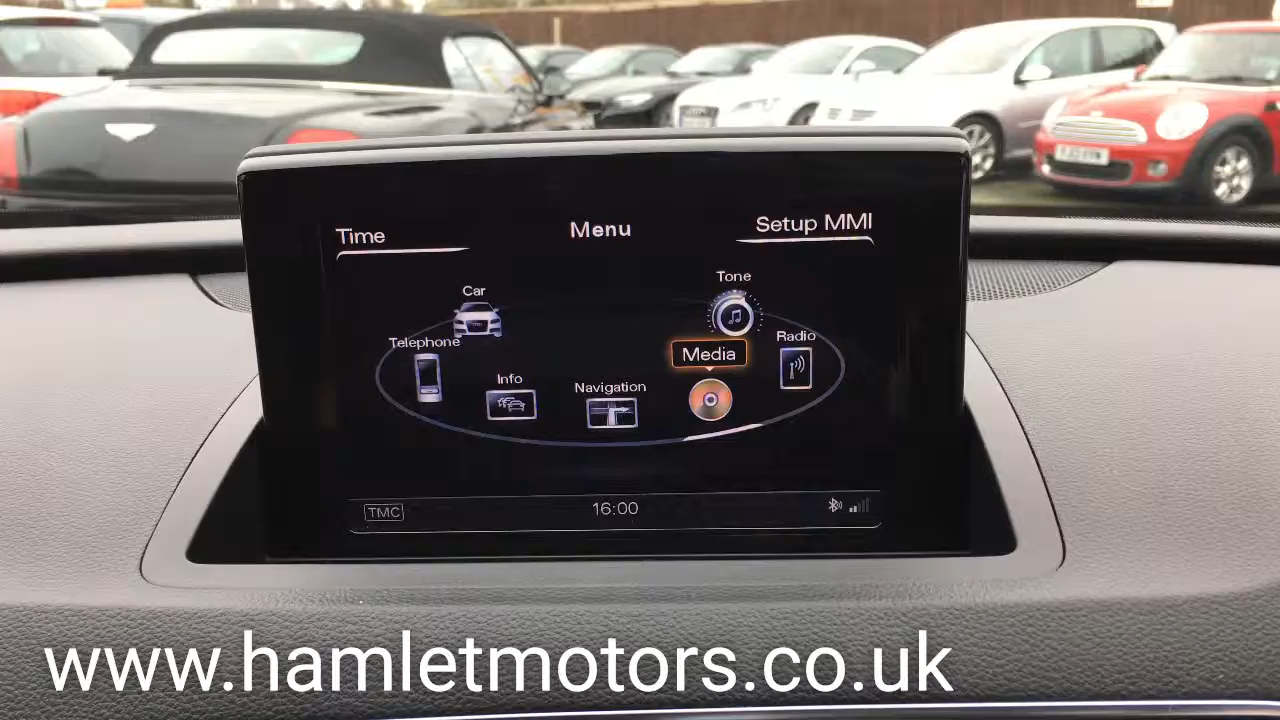 Time
Menu
Setup MMI
Car
Tone
Telephone
Radio
Media
Info
Navigation
TMC
16:00
www.hamletmotors.co.uk